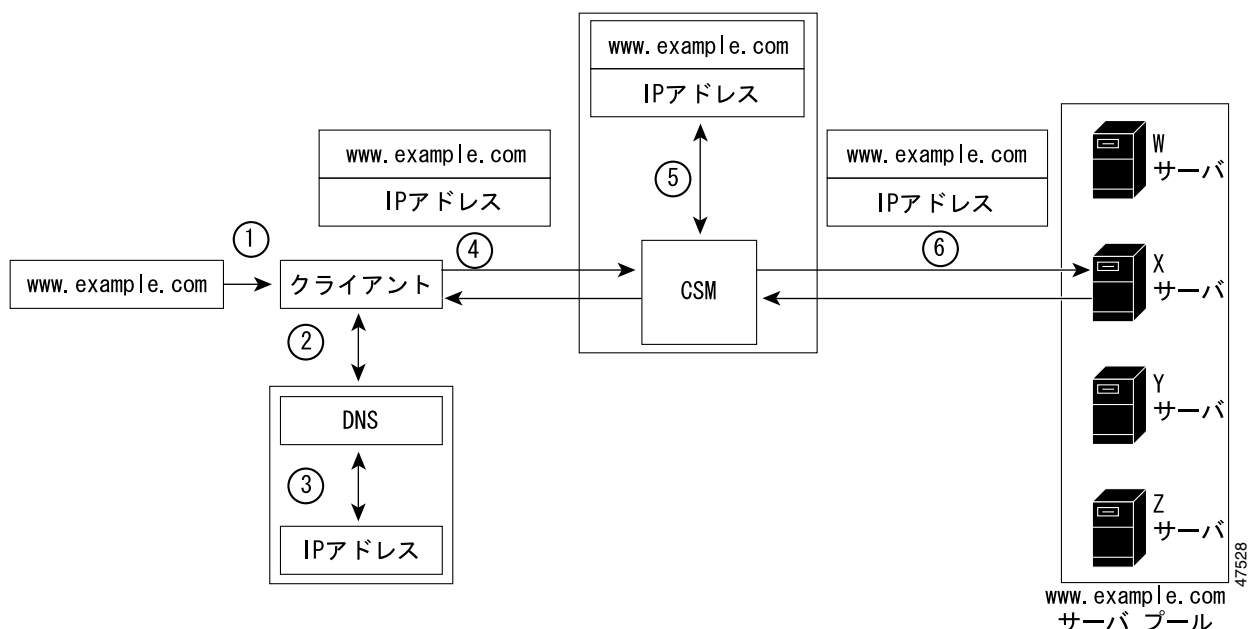 www.example.com
IPアドレス
www.example.com
IPアドレス
www.example.com
IPアドレス
W
サーバ
⑤
①
④
⑥
X
サーバ
www.example.com
クライアント
CSM
②
Y
サーバ
DNS
③
IPアドレス
Z
サーバ
47528
www.example.com
サーバ プール